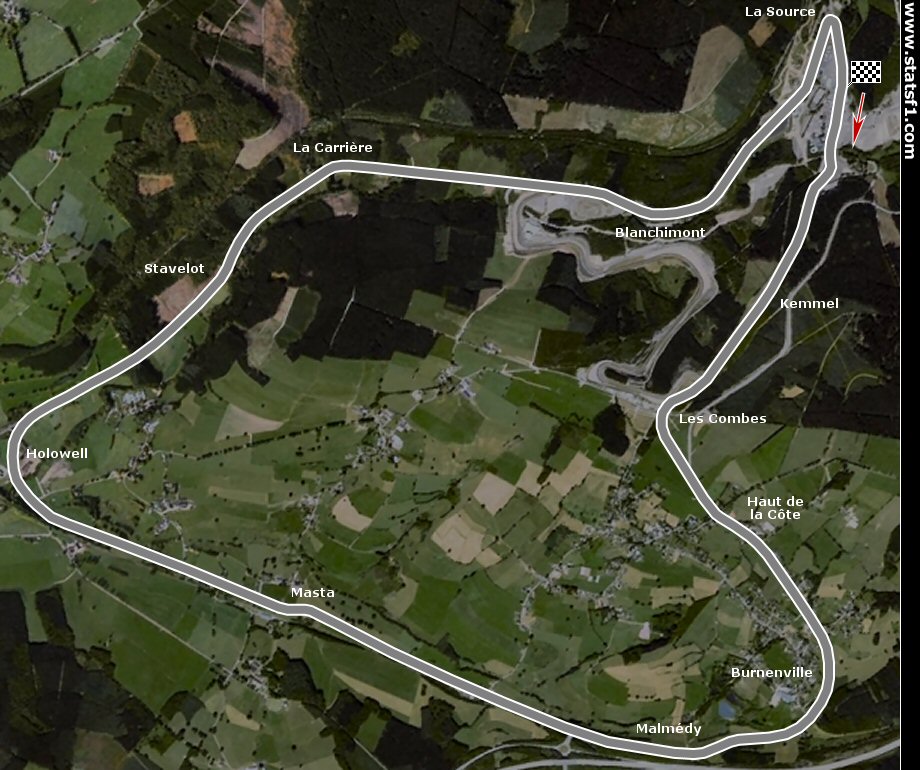 La Source
www.statsf1.com
La Carrière
Blanchimont
Stavelot
Kemmel
Les Combes
Holowell
Haut de
la Côte
Masta
Burnenville
Malmédy